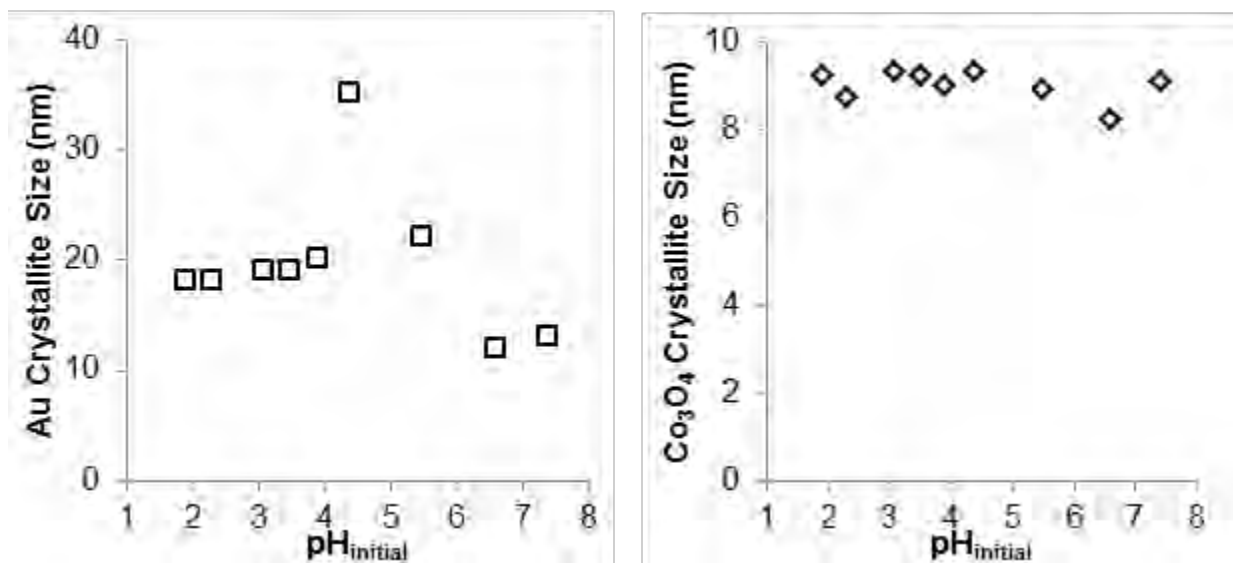 40
30
20
10
0
1 2 3 4 5 6 7 8
Au Crystallite Size (nm)
pHinitial
10
8
6
4
2
0
1 2 3 4 5 6 7 8
Co₃O₄ Crystallite Size (nm)
pHinitial